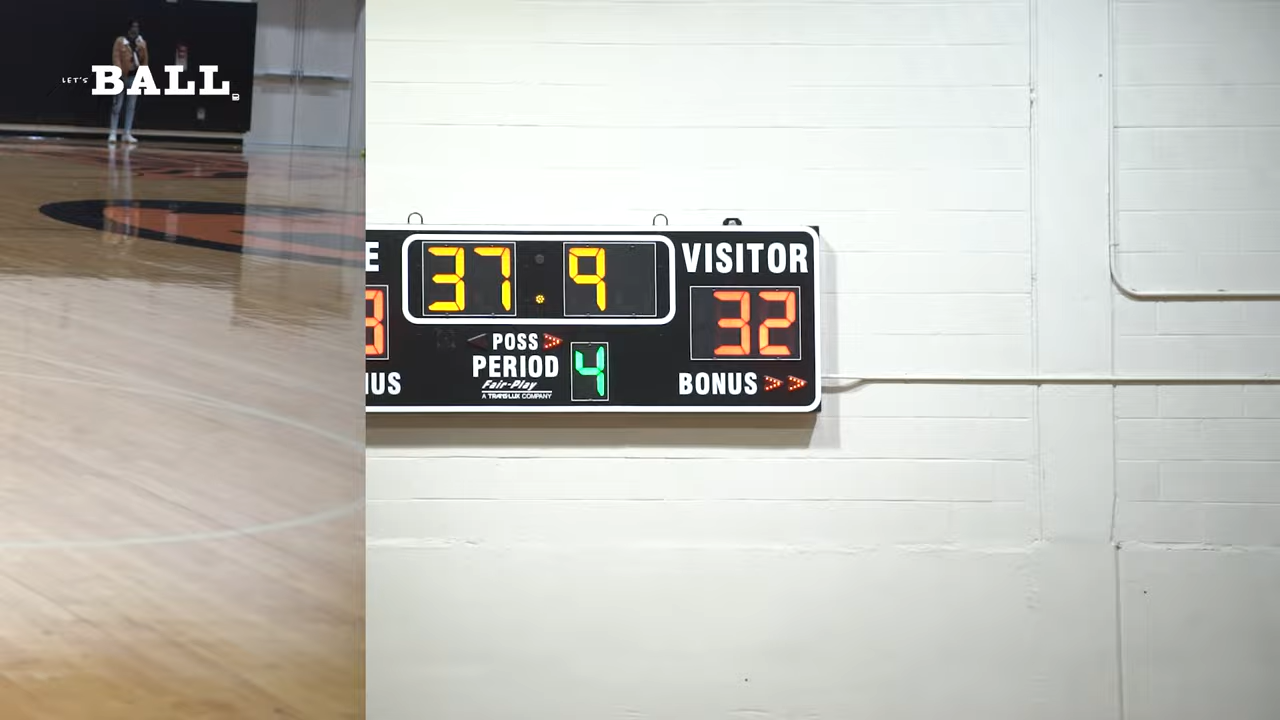 LET'S BALL.
37.9
VISITOR
32
POSS
PERIOD
4
Fair-Play
A TRANS-LUX COMPANY
BONUS